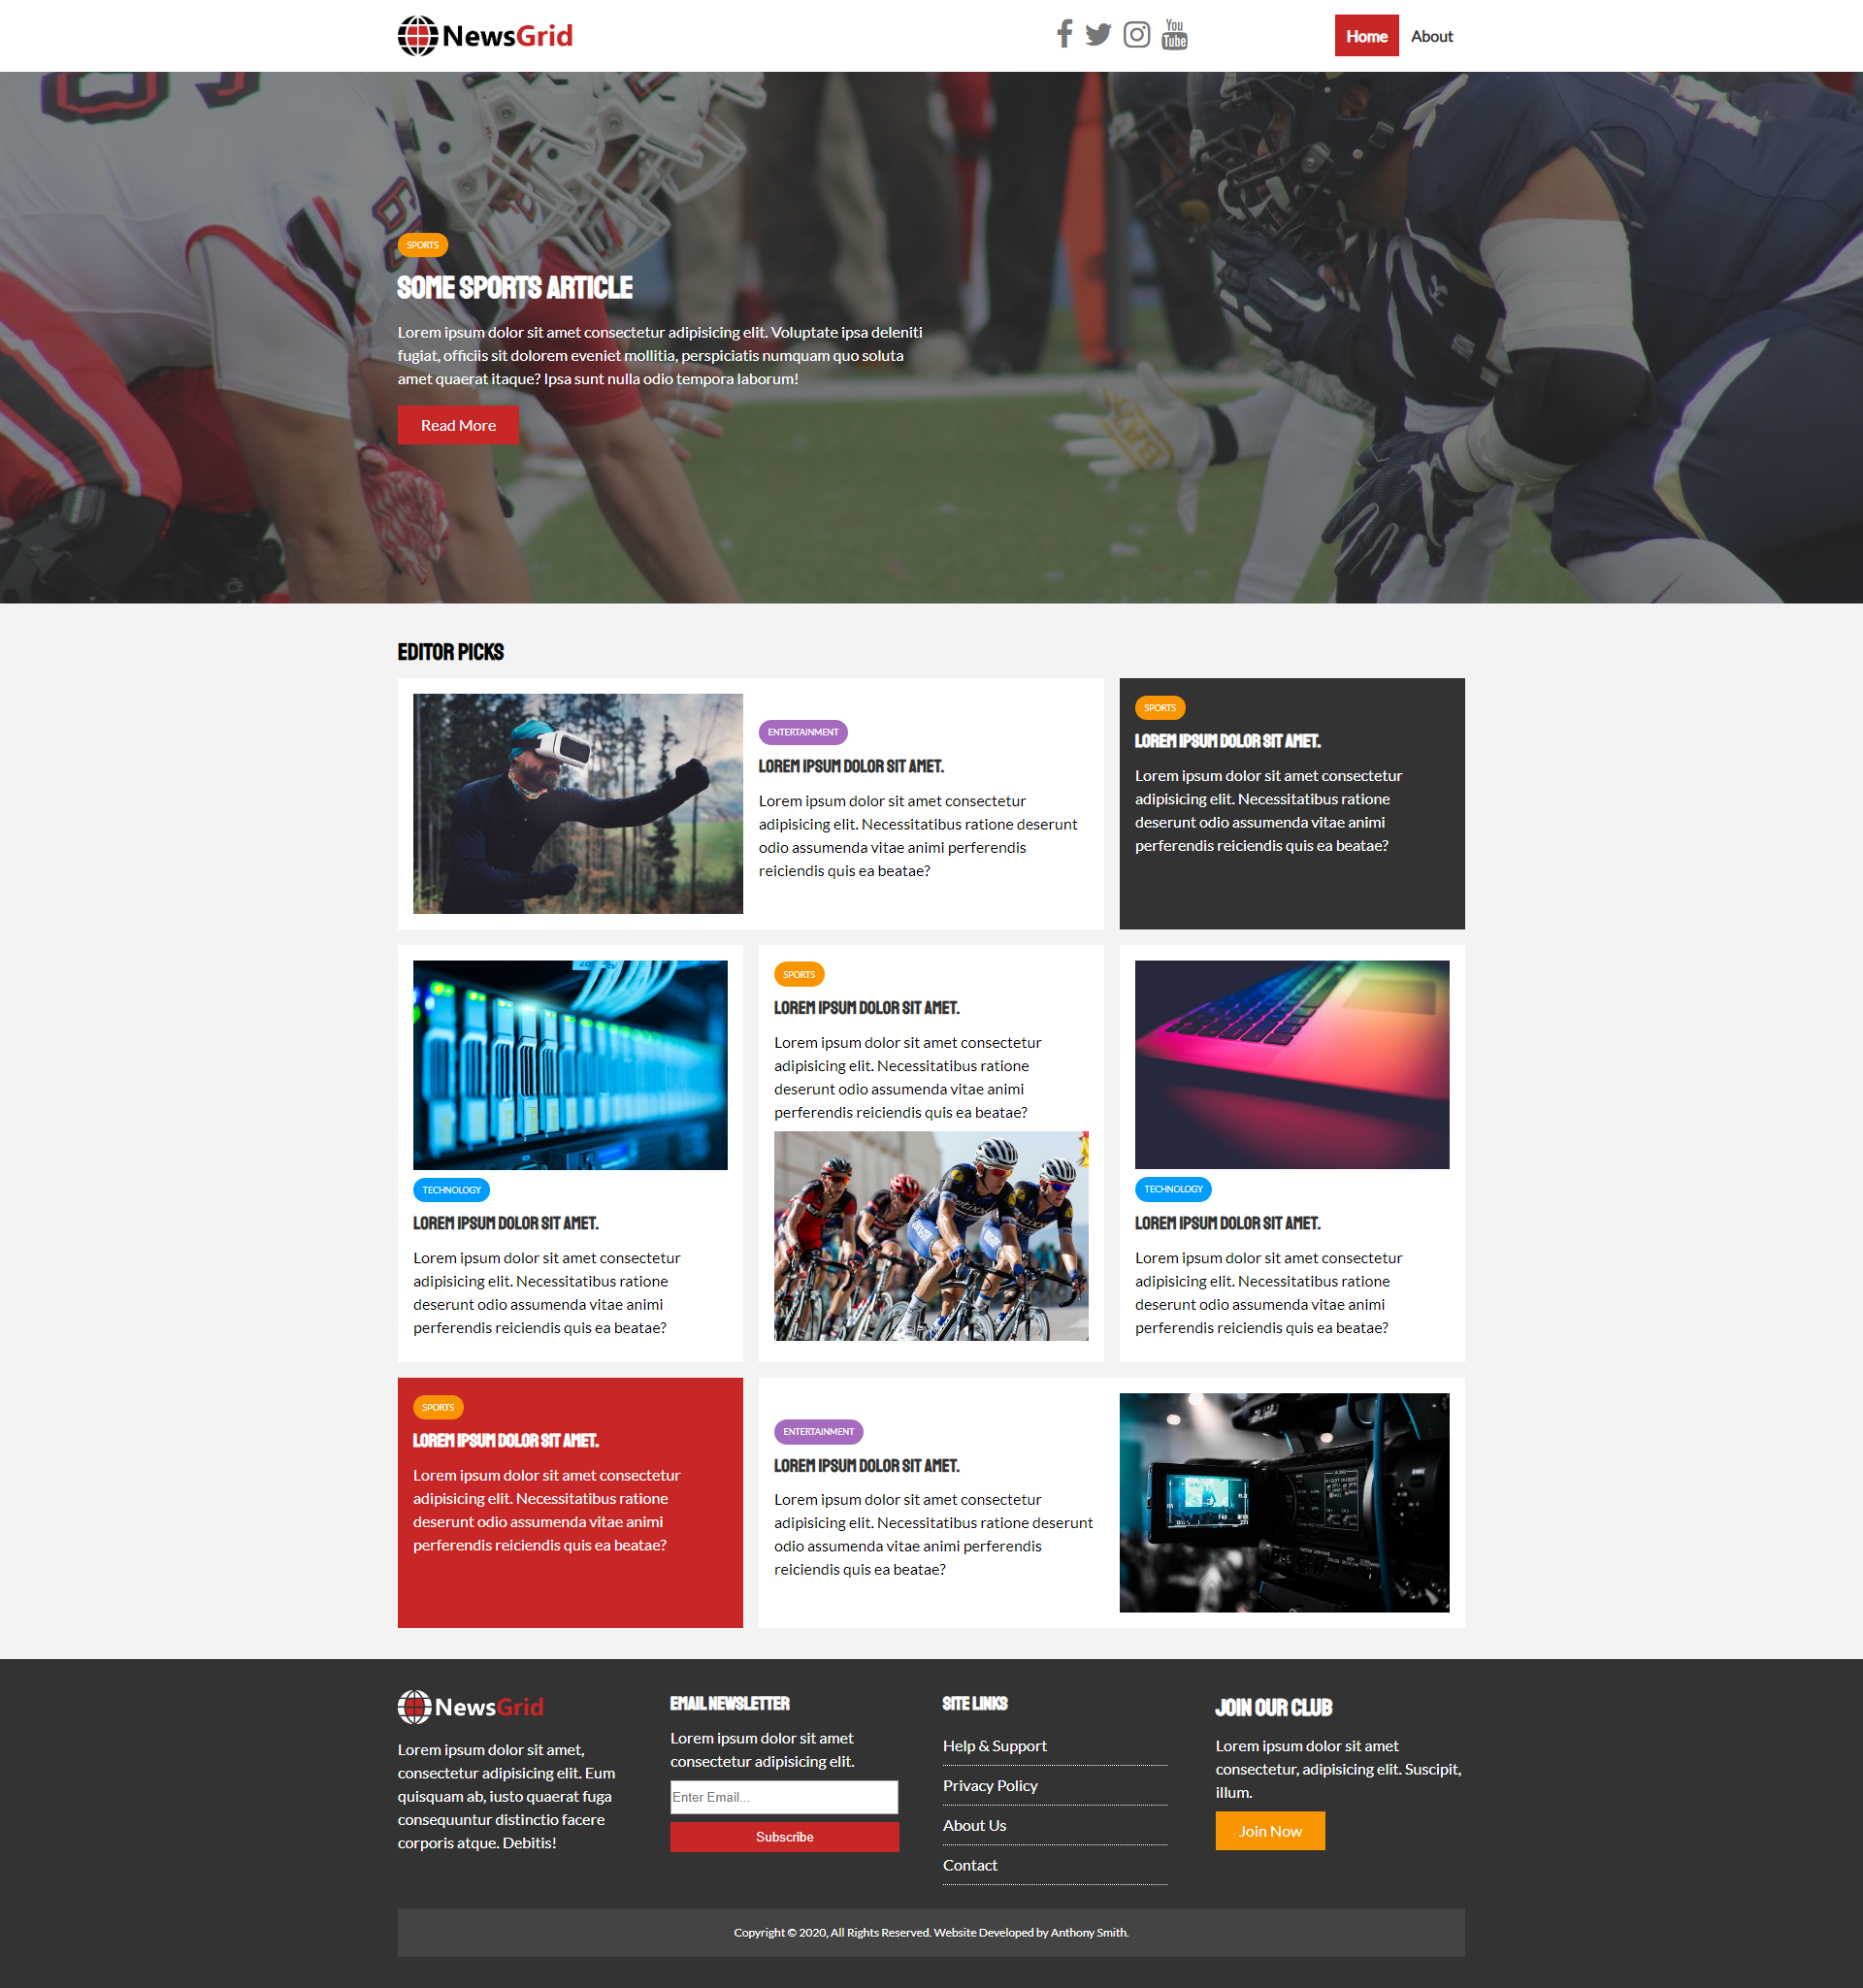 NewsGrid
You
Tube
Home
About
SPORTS
SOME SPORTS ARTICLE
Lorem ipsum dolor sit amet consectetur adipisicing elit. Voluptate ipsa deleniti
fugiat, officiis sit dolorem eveniet mollitia, perspiciatis numquam quo soluta
amet quaerat itaque? Ipsa sunt nulla odio tempora laborum!
Read More
EDITOR PICKS
ENTERTAINMENT
LOREM IPSUM DOLOR SIT AMET.
Lorem ipsum dolor sit amet consectetur
adipisicing elit. Necessitatibus ratione deserunt
odio assumenda vitae animi perferendis
reiciendis quis ea beatae?
SPORTS
LOREM IPSUM DOLOR SIT AMET.
Lorem ipsum dolor sit amet consectetur
adipisicing elit. Necessitatibus ratione
deserunt odio assumenda vitae animi
perferendis reiciendis quis ea beatae?
TECHNOLOGY
LOREM IPSUM DOLOR SIT AMET.
Lorem ipsum dolor sit amet consectetur
adipisicing elit. Necessitatibus ratione
deserunt odio assumenda vitae animi
perferendis reiciendis quis ea beatae?
SPORTS
LOREM IPSUM DOLOR SIT AMET.
Lorem ipsum dolor sit amet consectetur
adipisicing elit. Necessitatibus ratione
deserunt odio assumenda vitae animi
perferendis reiciendis quis ea beatae?
TECHNOLOGY
LOREM IPSUM DOLOR SIT AMET.
Lorem ipsum dolor sit amet consectetur
adipisicing elit. Necessitatibus ratione
deserunt odio assumenda vitae animi
perferendis reiciendis quis ea beatae?
SPORTS
LOREM IPSUM DOLOR SIT AMET.
Lorem ipsum dolor sit amet consectetur
adipisicing elit. Necessitatibus ratione
deserunt odio assumenda vitae animi
perferendis reiciendis quis ea beatae?
ENTERTAINMENT
LOREM IPSUM DOLOR SIT AMET.
Lorem ipsum dolor sit amet consectetur
adipisicing elit. Necessitatibus ratione deserunt
odio assumenda vitae animi perferendis
reiciendis quis ea beatae?
NewsGrid
Lorem ipsum dolor sit amet,
consectetur adipisicing elit. Eum
quisquam ab, iusto quaerat fuga
consequuntur distinctio facere
corporis atque. Debitis!
EMAIL NEWSLETTER
Lorem ipsum dolor sit amet
consectetur adipisicing elit.
Enter Email...
Subscribe
SITE LINKS
Help & Support
Privacy Policy
About Us
Contact
JOIN OUR CLUB
Lorem ipsum dolor sit amet
consectetur, adipisicing elit. Suscipit,
illum.
Join Now
Copyright © 2020, All Rights Reserved. Website Developed by Anthony Smith.